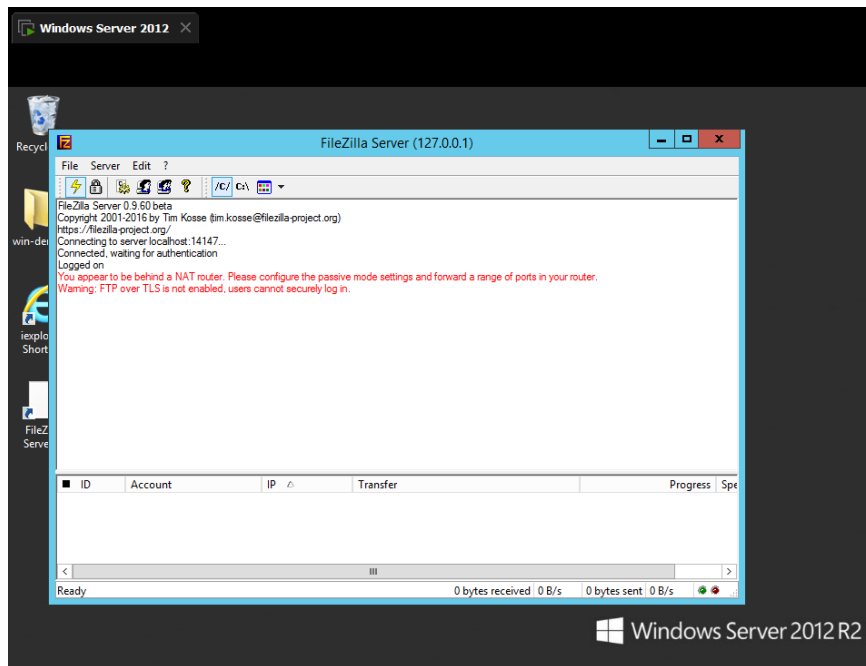 Windows Server 2012
FileZilla Server (127.0.0.1)
File Server Edit ?
/C/ C:\
FileZilla Server 0.9.60 beta
Copyright 2001-2016 by Tim Kosse (tim.kosse@filezilla-project.org)
https://filezilla-project.org/
Connecting to server localhost:14147...
Connected, waiting for authentication
Logged on
You appear to be behind a NAT router. Please configure the passive mode settings and forward a range of ports in your router.
Warning: FTP over TLS is not enabled, users cannot securely log in.
Recycl
win-de
iexplo
Short
FileZ
Serve
ID Account IP Transfer Progress Spe
Ready 0 bytes received 0 B/s 0 bytes sent 0 B/s
Windows Server 2012 R2